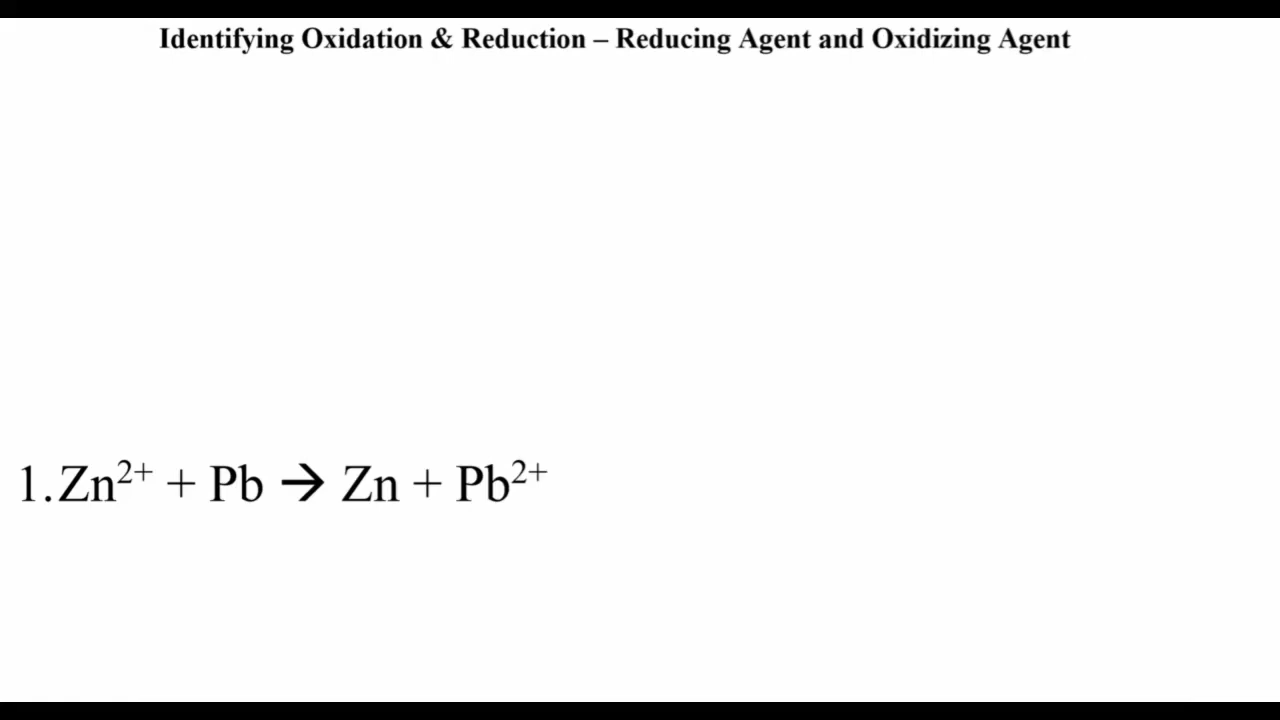 Identifying Oxidation & Reduction – Reducing Agent and Oxidizing Agent
1. Zn²⁺ + Pb → Zn + Pb²⁺